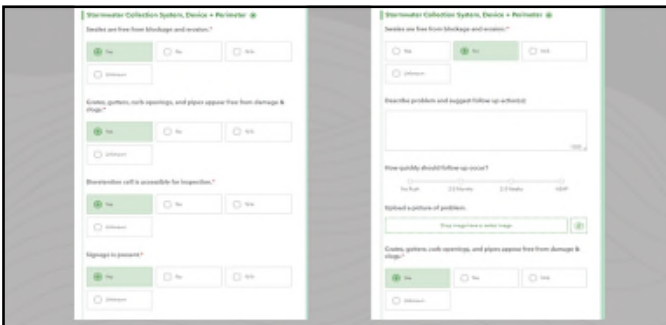 Stormwater Collection System, Device + Perimeter
Swales are free from blockage and erosion.*
Yes
No
N/A
Unknown
Grates, gutters, curb openings, and pipes appear free from damage & clogs.*
Yes
No
N/A
Unknown
Bioretention cell is accessible for inspection.*
Yes
No
N/A
Unknown
Signage is present.*
Yes
No
N/A
Unknown
Stormwater Collection System, Device + Perimeter
Swales are free from blockage and erosion.*
Yes
No
N/A
Unknown
Describe problem and suggest follow up action(s)
How quickly should follow up occur?
No Rush
2-3 Months
2-3 Weeks
ASAP
Upload a picture of problem
Drop image here or select image
Grates, gutters, curb openings, and pipes appear free from damage &
clogs.*
Yes
No
N/A
Unknown